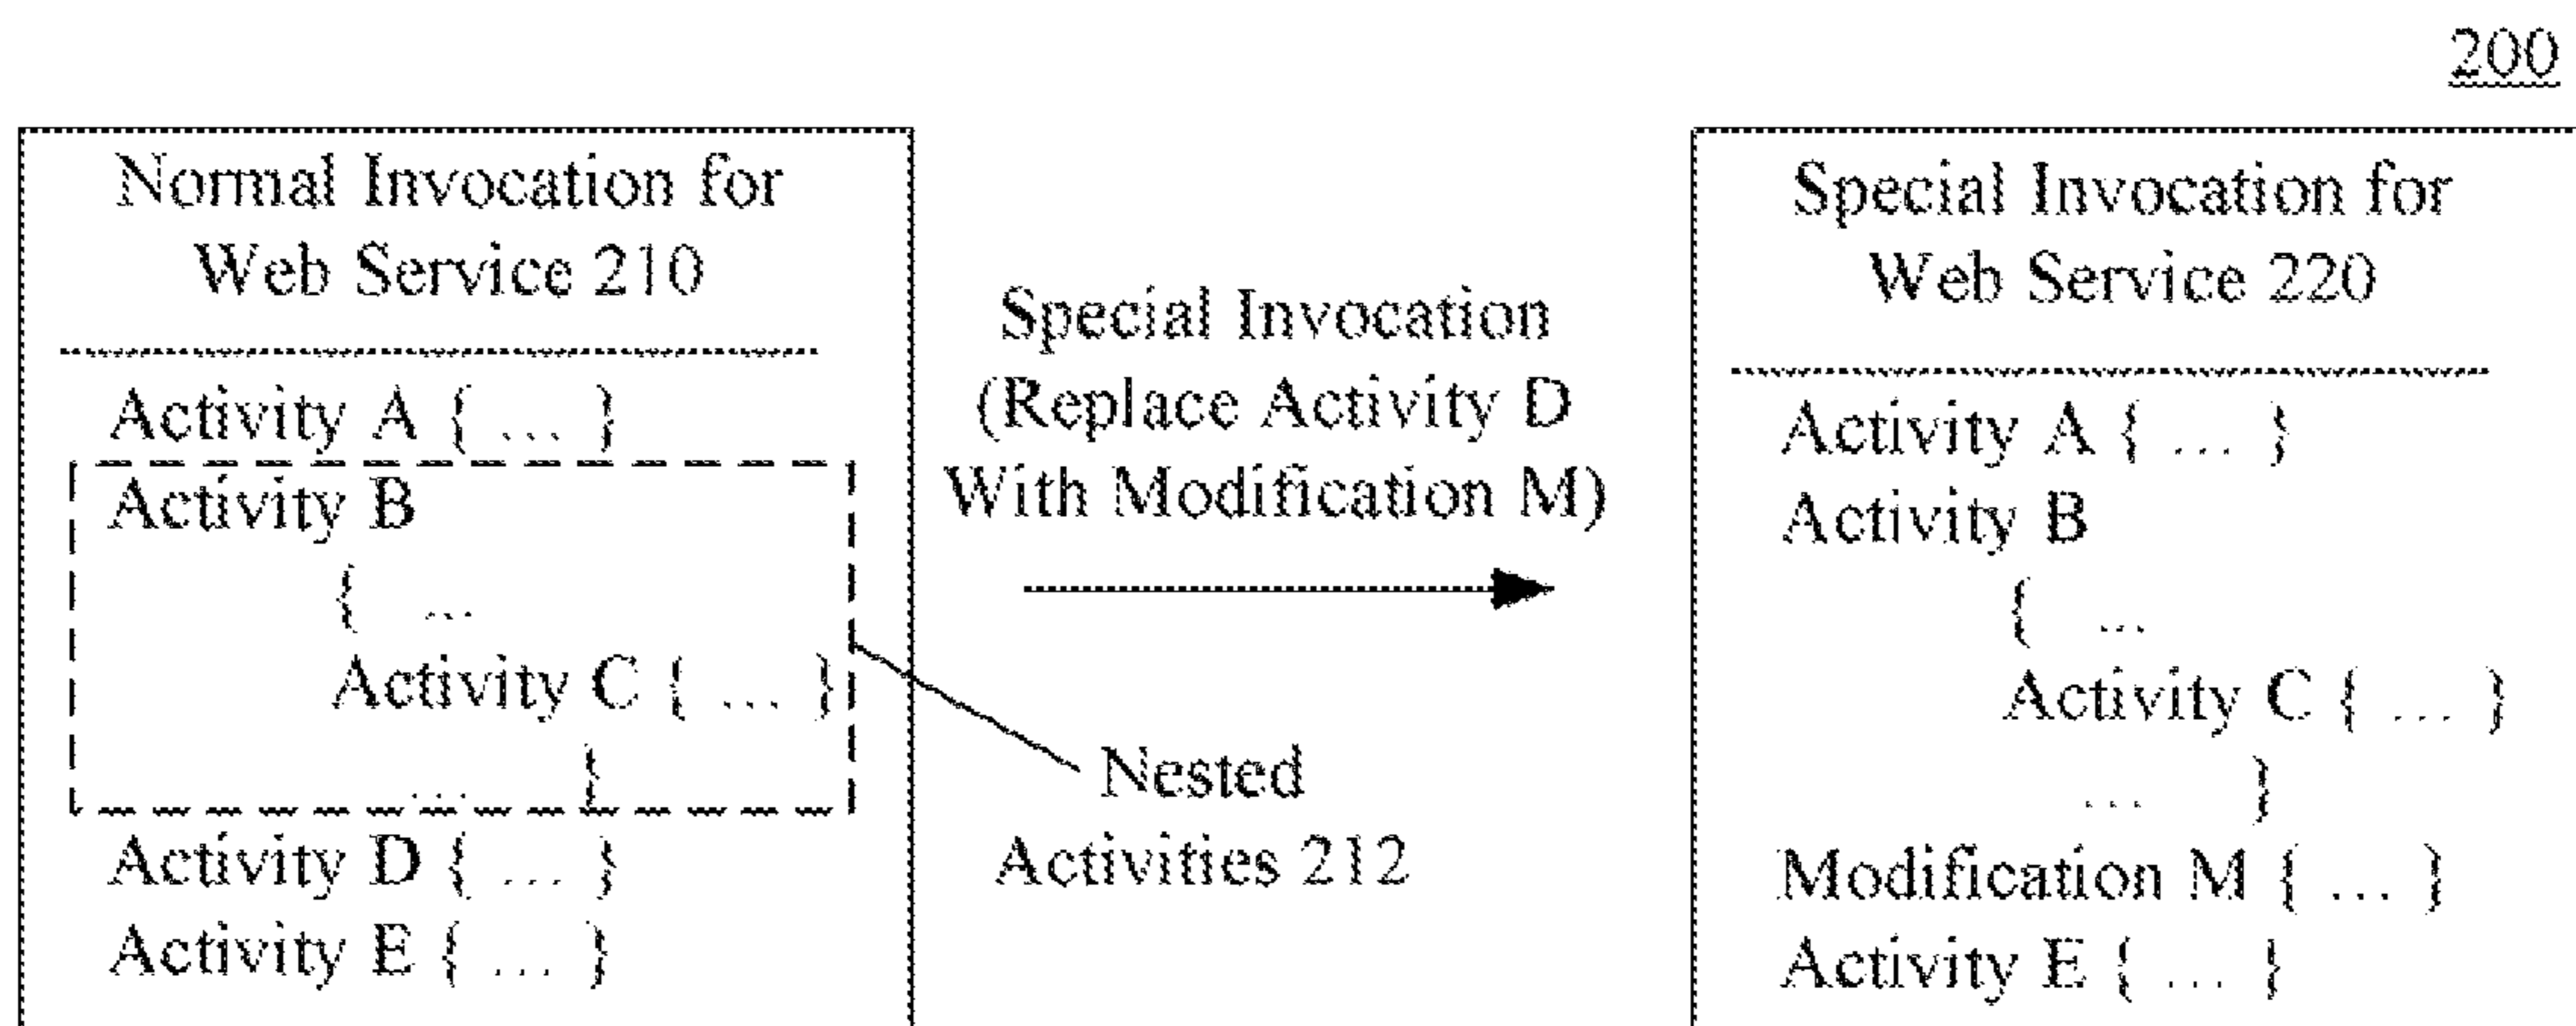 200
Normal Invocation for
Web Service 210
Activity A { ... }
Activity B
{ ...
Activity C { ... }
... }
Activity D { ... }
Activity E { ... }
Special Invocation
(Replace Activity D
With Modification M)
Nested
Activities 212
Special Invocation for
Web Service 220
Activity A { ... }
Activity B
{ ...
Activity C { ... }
... }
Modification M { ... }
Activity E { ... }